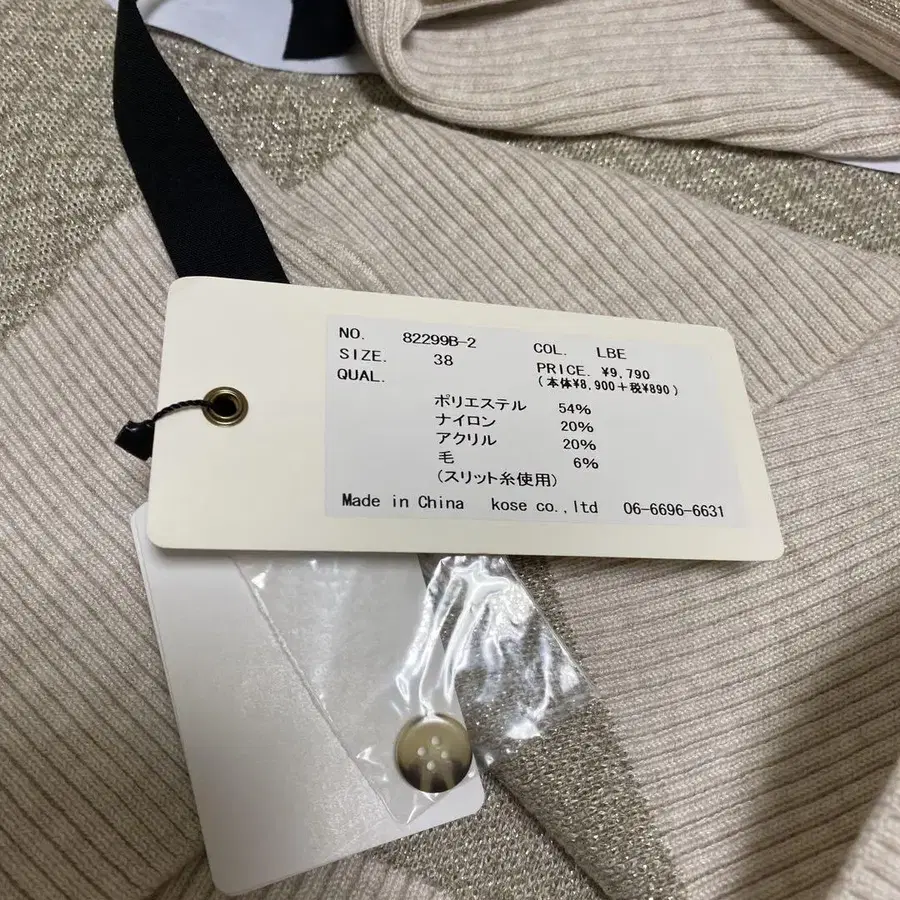 NO. 82299B-2 COL. LBE
SIZE. 38 PRICE. ¥9,790
QUAL. (本体¥8,900+税¥890)
ポリエステル 54%
ナイロン 20%
アクリル 20%
毛 6%
(スリット糸使用)
Made in China kose co.,ltd 06-6696-6631